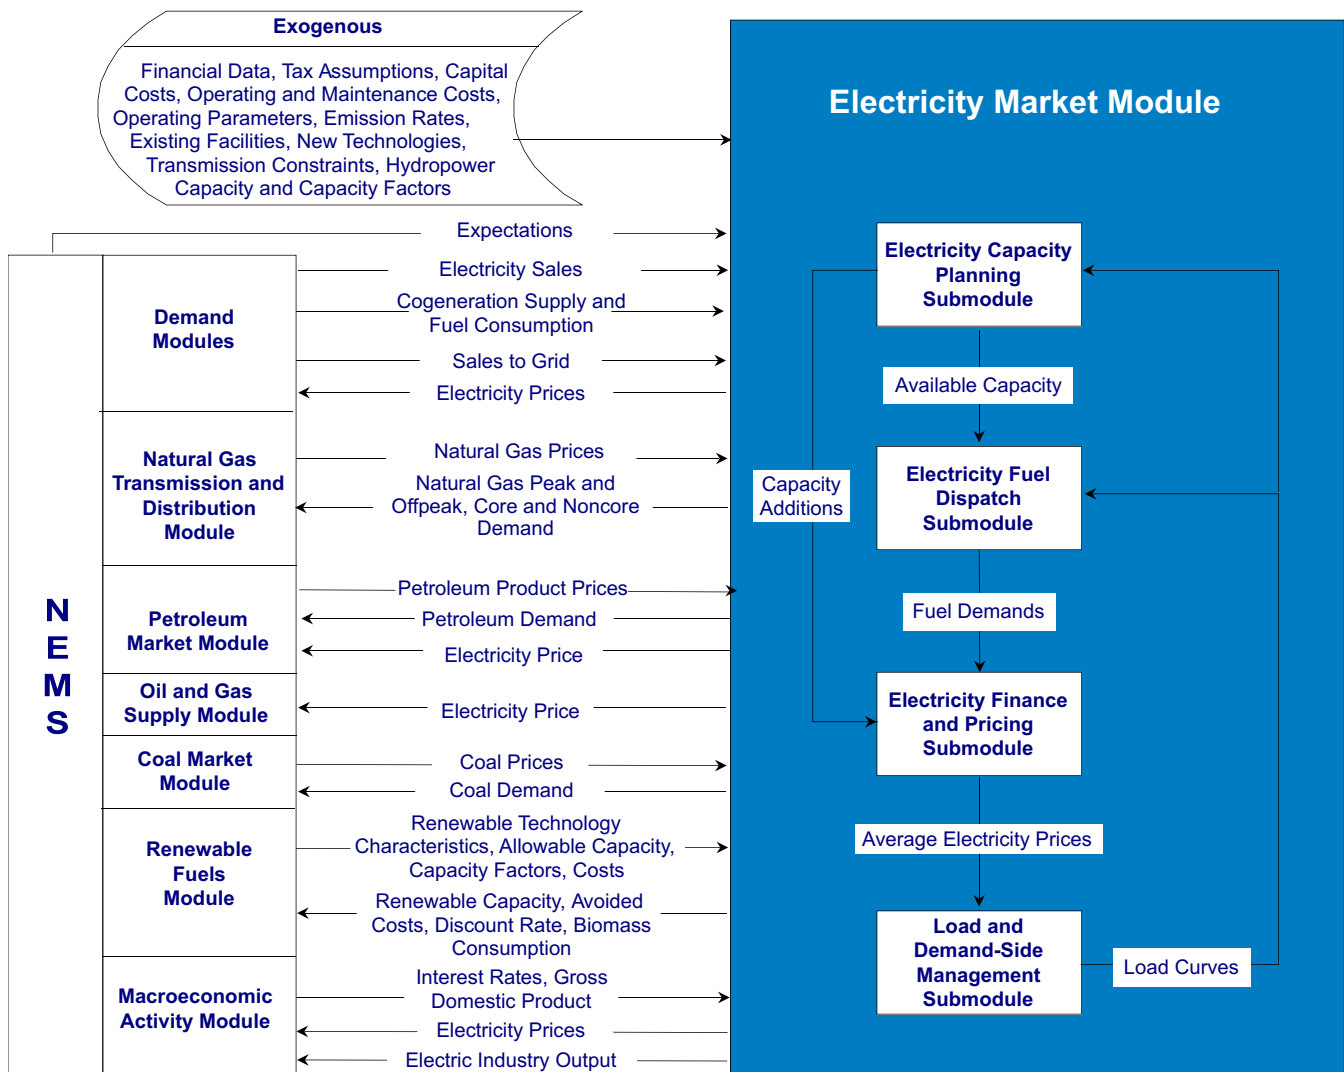 Exogenous
Financial Data, Tax Assumptions, Capital
Costs, Operating and Maintenance Costs,
Operating Parameters, Emission Rates,
Existing Facilities, New Technologies,
Transmission Constraints, Hydropower
Capacity and Capacity Factors
Electricity Market Module
NEMS
Demand
Modules
Natural Gas
Transmission and
Distribution
Module
Petroleum
Market Module
Oil and Gas
Supply Module
Coal Market
Module
Renewable
Fuels
Module
Macroeconomic
Activity Module
Expectations
Electricity Sales
Cogeneration Supply and
Fuel Consumption
Sales to Grid
Electricity Prices
Natural Gas Prices
Natural Gas Peak and
Offpeak, Core and Noncore
Demand
Petroleum Product Prices
Petroleum Demand
Electricity Price
Electricity Price
Coal Prices
Coal Demand
Renewable Technology
Characteristics, Allowable Capacity,
Capacity Factors, Costs
Renewable Capacity, Avoided
Costs, Discount Rate, Biomass
Consumption
Interest Rates, Gross
Domestic Product
Electricity Prices
Electric Industry Output
Electricity Capacity
Planning
Submodule
Available Capacity
Capacity
Additions
Electricity Fuel
Dispatch
Submodule
Fuel Demands
Electricity Finance
and Pricing
Submodule
Average Electricity Prices
Load and
Demand-Side
Management
Submodule
Load Curves